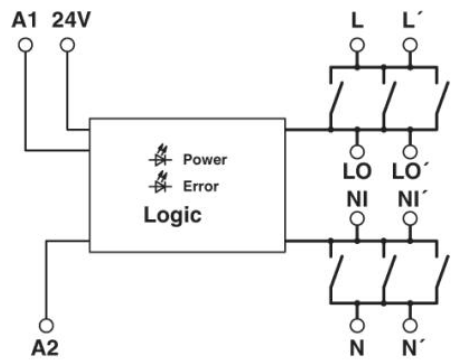 A1 24V L L´
Power
Error
Logic
LO LO´
NI NI´
A2 N N´